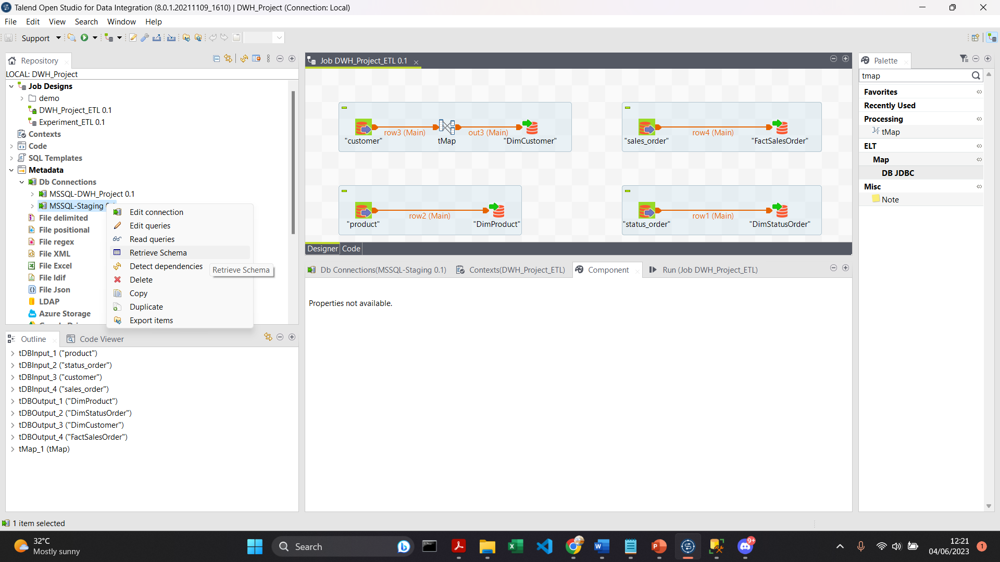 Talend Open Studio for Data Integration (8.0.1.20211109_1610) | DWH_Project (Connection: Local)
File Edit View Search Window Help
Support
Repository
LOCAL: DWH_Project
Job Designs
demo
DWH_Project_ETL 0.1
Experiment_ETL 0.1
Contexts
Code
SQL Templates
Metadata
Db Connections
MSSQL-DWH_Project 0.1
MSSQL-Staging
File delimited
File positional
File regex
File XML
File Excel
File ldif
File Json
LDAP
Azure Storage
Edit connection
Edit queries
Read queries
Retrieve Schema
Detect dependencies
Delete
Copy
Duplicate
Export items
Retrieve Schema
Outline
Code Viewer
tDBInput_1 ("product")
tDBInput_2 ("status_order")
tDBInput_3 ("customer")
tDBInput_4 ("sales_order")
tDBOutput_1 ("DimProduct")
tDBOutput_2 ("DimStatusOrder")
tDBOutput_3 ("DimCustomer")
tDBOutput_4 ("FactSalesOrder")
tMap_1 (tMap)
Job DWH_Project_ETL 0.1
row3 (Main) out3 (Main)
"customer" tMap "DimCustomer"
row4 (Main)
"sales_order" "FactSalesOrder"
row2 (Main)
"product" "DimProduct"
row1 (Main)
"status_order" "DimStatusOrder"
Designer Code
Db Connections(MSSQL-Staging 0.1) Contexts(DWH_Project_ETL) Component Run (Job DWH_Project_ETL)
Properties not available.
Palette
tmap
Favorites
Recently Used
Processing
tMap
ELT
Map
DB JDBC
Misc
Note
1 item selected
32°C
Mostly sunny
Search
9+
12:21
04/06/2023
1